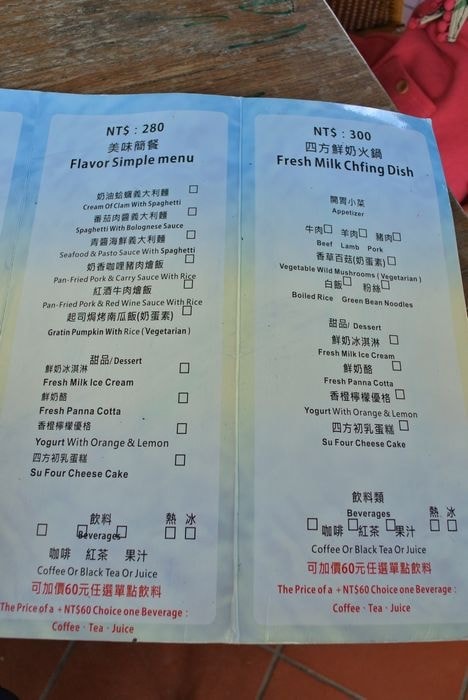 NT$ : 280
美味簡餐
Flavor Simple menu
奶油蛤蠣義大利麵 □
Cream Of Clam With Spaghetti
番茄肉醬義大利麵 □
Spaghetti With Bolognese Sauce
青醬海鮮義大利麵 □
Seafood & Pasto Sauce With Spaghetti
奶香咖哩豬肉燴飯 □
Pan-Fried Pork & Carry Sauce With Rice
紅酒牛肉燴飯 □
Pan-Fried Pork & Red Wine Sauce With Rice
起司焗烤南瓜飯(奶蛋素) □
Gratin Pumpkin With Rice ( Vegetarian )
甜品/ Dessert
鮮奶冰淇淋 □
Fresh Milk Ice Cream
鮮奶酪 □
Fresh Panna Cotta
香橙檸檬優格 □
Yogurt With Orange & Lemon
四方初乳蛋糕 □
Su Four Cheese Cake
飲料 熱 冰
□ □ Beverages □ □ □
咖啡 紅茶 果汁
Coffee Or Black Tea Or Juice
可加價60元任選單點飲料
The Price of a + NT$60 Choice one Beverage :
Coffee、Tea、Juice
NT$ : 300
四方鮮奶火鍋
Fresh Milk Chfing Dish
開胃小菜
Appetizer
牛肉□ 羊肉□ 豬肉□
Beef Lamb Pork
香草百菇(奶蛋素) □
Vegetable Wild Mushrooms ( Vegetarian )
白飯□ 粉絲□
Boiled Rice Green Bean Noodles
甜品/ Dessert
鮮奶冰淇淋 □
Fresh Milk Ice Cream
鮮奶酪 □
Fresh Panna Cotta
香橙檸檬優格 □
Yogurt With Orange & Lemon
四方初乳蛋糕 □
Su Four Cheese Cake
飲料類
Beverages 熱 冰
□ 咖啡 □ 紅茶 □ 果汁 □ □
Coffee Or Black Tea Or Juice
可加價60元任選單點飲料
The Price of a + NT$60 Choice one Beverage :
Coffee、Tea、Juice